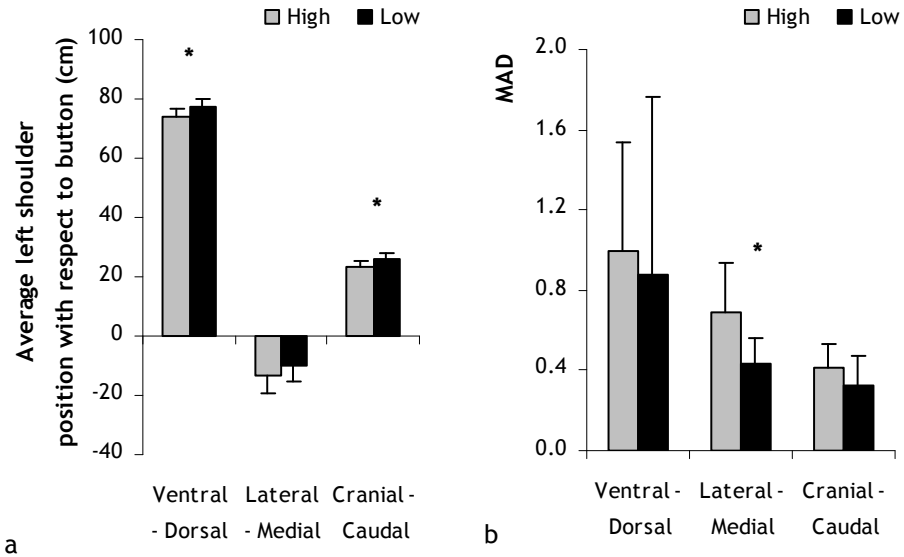 High Low
Average left shoulder
position with respect to button (cm)
100
80
60
40
20
0
-20
-40
*
*
Ventral
- Dorsal
Lateral
- Medial
Cranial -
Caudal
a
High Low
MAD
2.0
1.6
1.2
0.8
0.4
0.0
*
Ventral -
Dorsal
Lateral -
Medial
Cranial -
Caudal
b